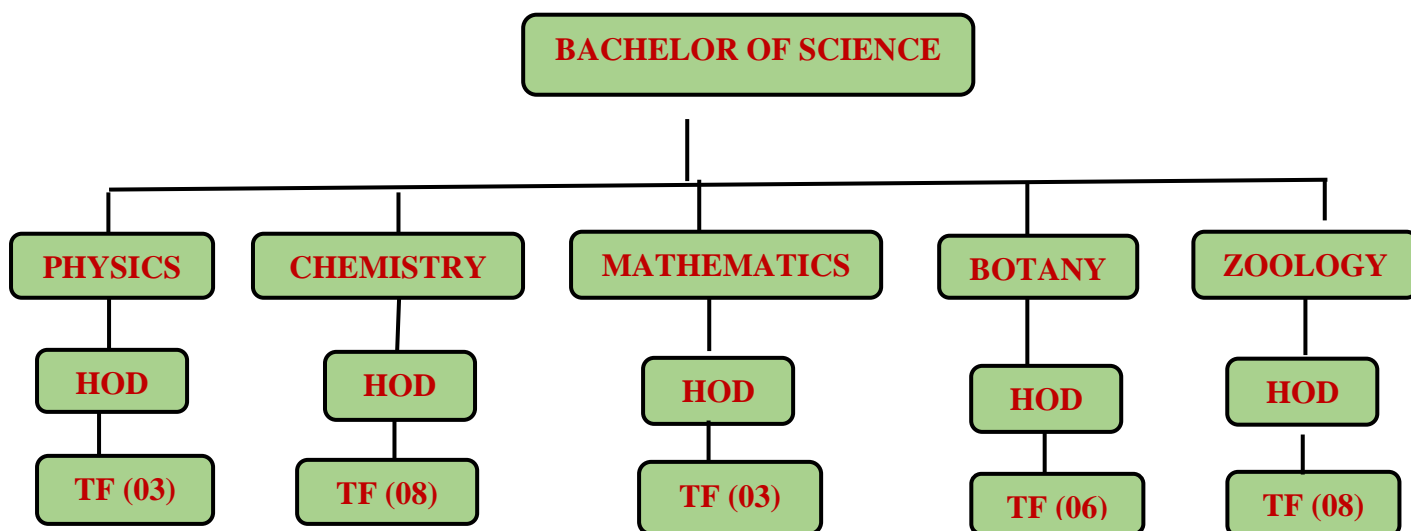 BACHELOR OF SCIENCE
PHYSICS
CHEMISTRY
MATHEMATICS
BOTANY
ZOOLOGY
HOD
HOD
HOD
HOD
HOD
TF (03)
TF (08)
TF (03)
TF (06)
TF (08)